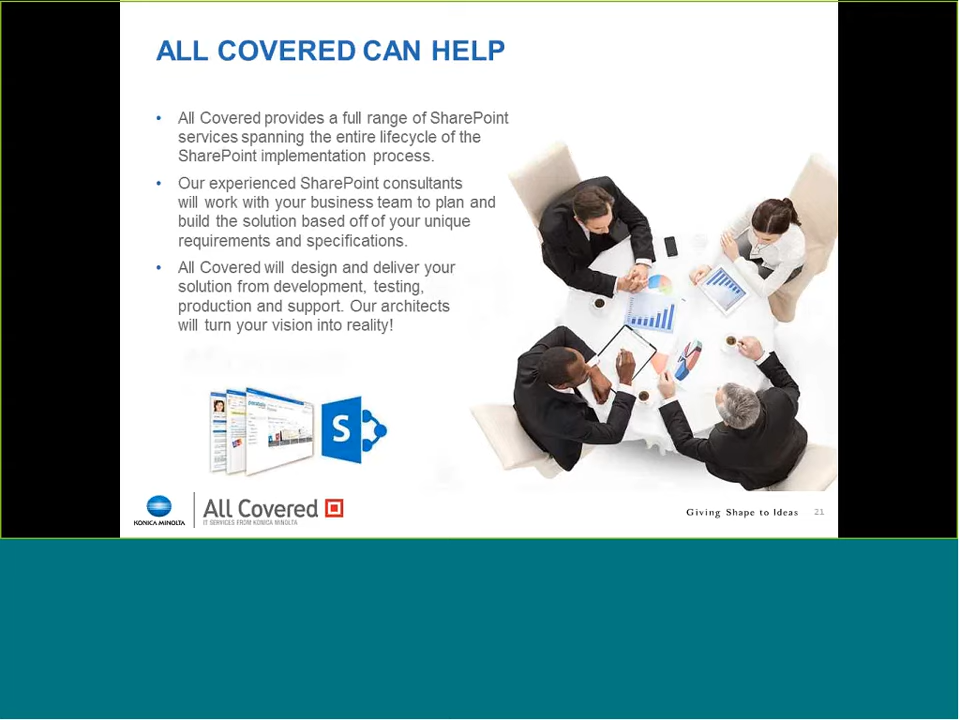 ALL COVERED CAN HELP
• All Covered provides a full range of SharePoint
services spanning the entire lifecycle of the
SharePoint implementation process.
• Our experienced SharePoint consultants
will work with your business team to plan and
build the solution based off of your unique
requirements and specifications.
• All Covered will design and deliver your
solution from development, testing,
production and support. Our architects
will turn your vision into reality!
S
KONICA MINOLTA
All Covered
IT SERVICES FROM KONICA MINOLTA
Giving Shape to Ideas
21